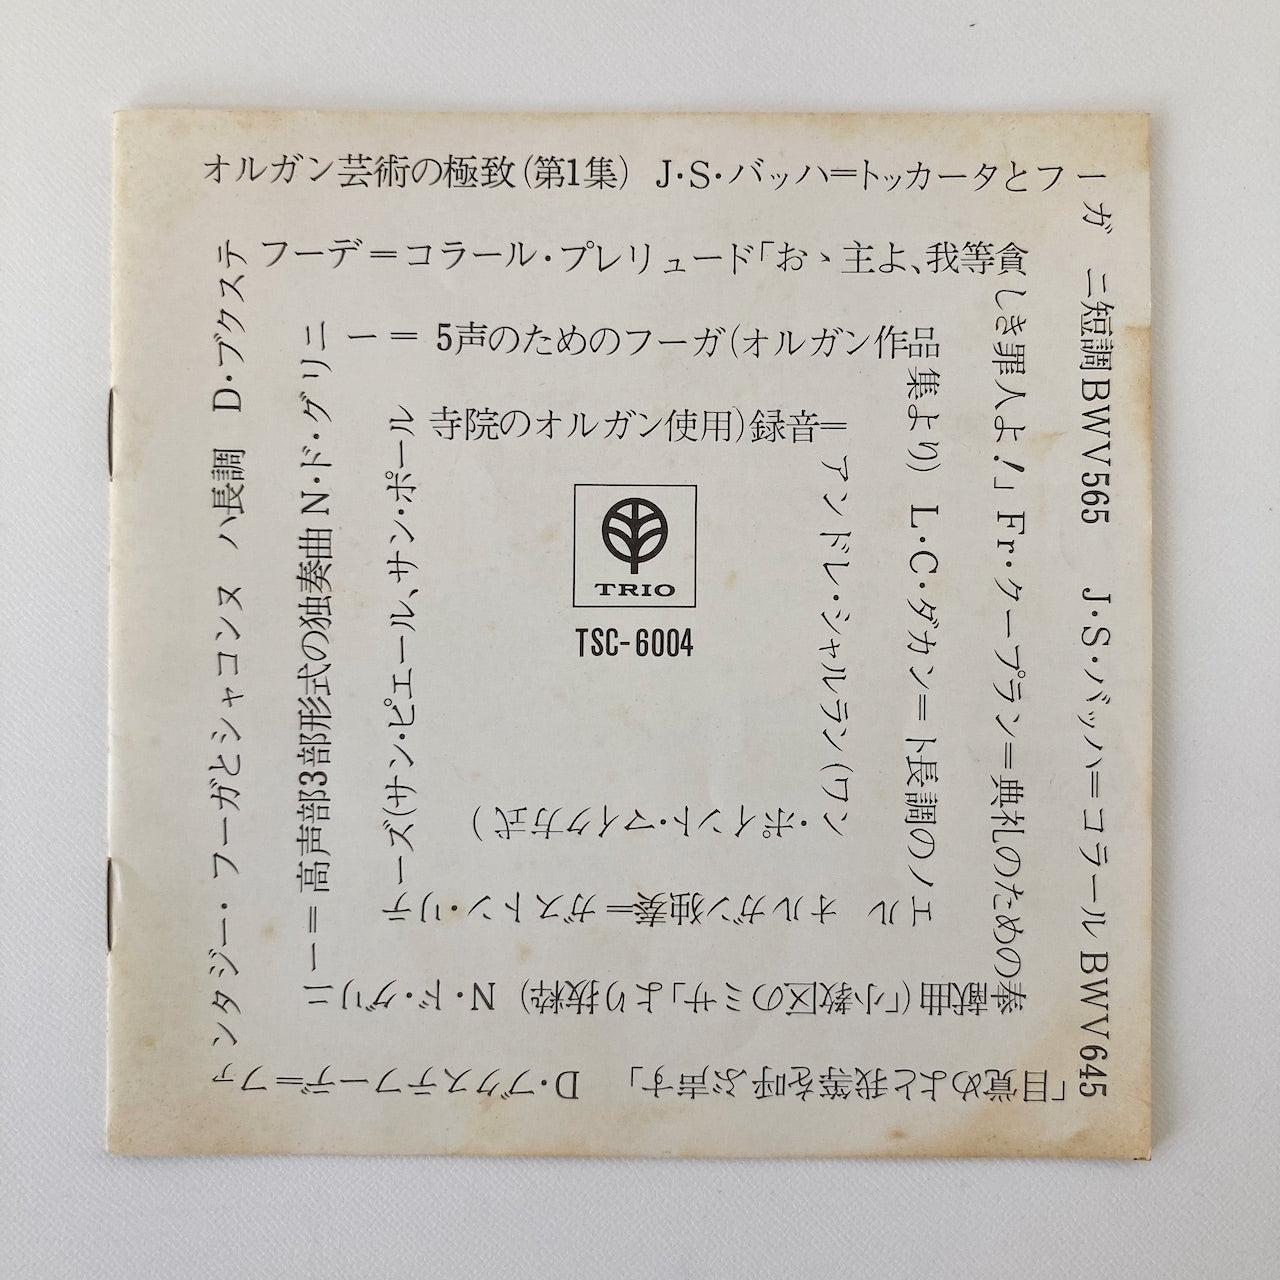 オルガン芸術の極致(第1集) J・S・バッハ=トッカータとフー
ガ ニ短調BWV565 J・S・バッハ=コラール BWV645
「目覚めよと我等を呼ぶ声す」 D・ブクステフーデ=ファ
ンタジー・フーガとシャコンヌ ハ長調 D・ブクステ
フーデ=コラール・プレリュード「おゝ主よ、我等貪
しき罪人よ!」Fr・クープラン=典礼のための
奉献曲(「小教区のミサ」より抜粋) N・ド・グリニ
ー=高声部3部形式の独奏曲 N・ド・グリニ
ー= 5声のためのフーガ(オルガン作品
集より) L・C・ダカン=ト長調のノ
エル オルガン独奏=ガストン・リテ
ーズ(サン・ピエール、サン・ポール
寺院のオルガン使用)録音=
アンドレ・シャルラン(ワ
ン・ポイント・マイク方式)
TRIO
TSC-6004